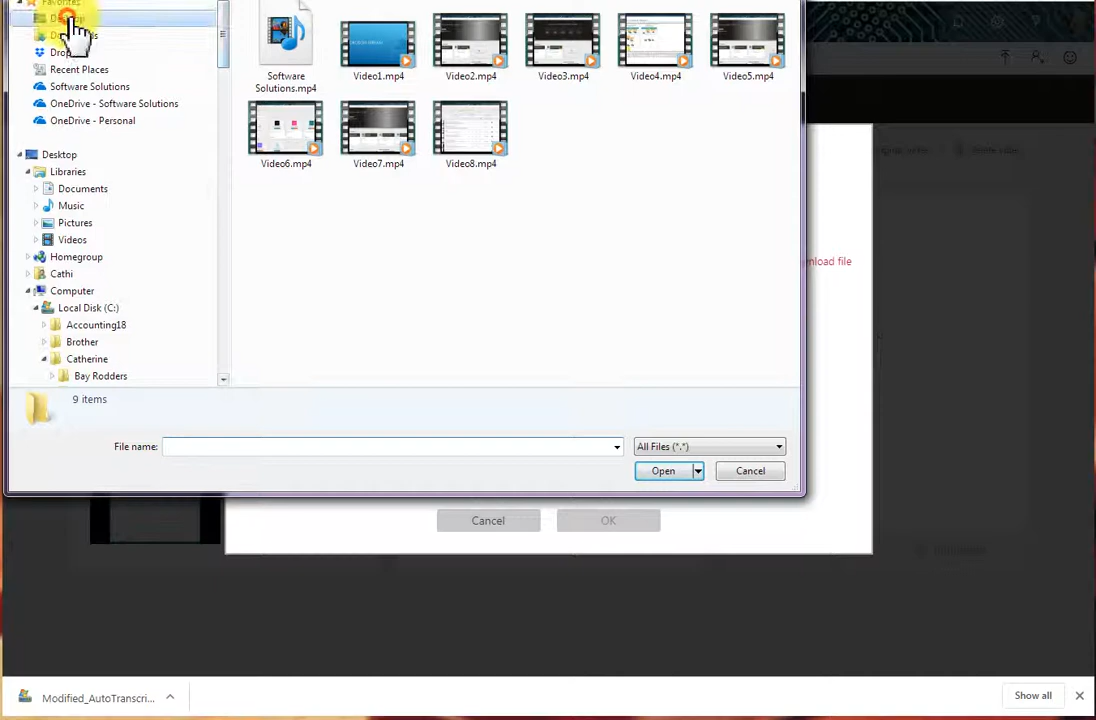 Favorites
Desktop
Recent Places
Software Solutions
OneDrive - Software Solutions
OneDrive - Personal
Desktop
Libraries
Documents
Music
Pictures
Videos
Homegroup
Cathi
Computer
Local Disk (C:)
Accounting18
Brother
Catherine
Bay Rodders
Software
Solutions.mp4
Video1.mp4
Video2.mp4
Video3.mp4
Video4.mp4
Video5.mp4
Video6.mp4
Video7.mp4
Video8.mp4
9 items
File name:
All Files (*.*)
Open
Cancel
file
Cancel
OK
Modified_AutoTranscri...
Show all